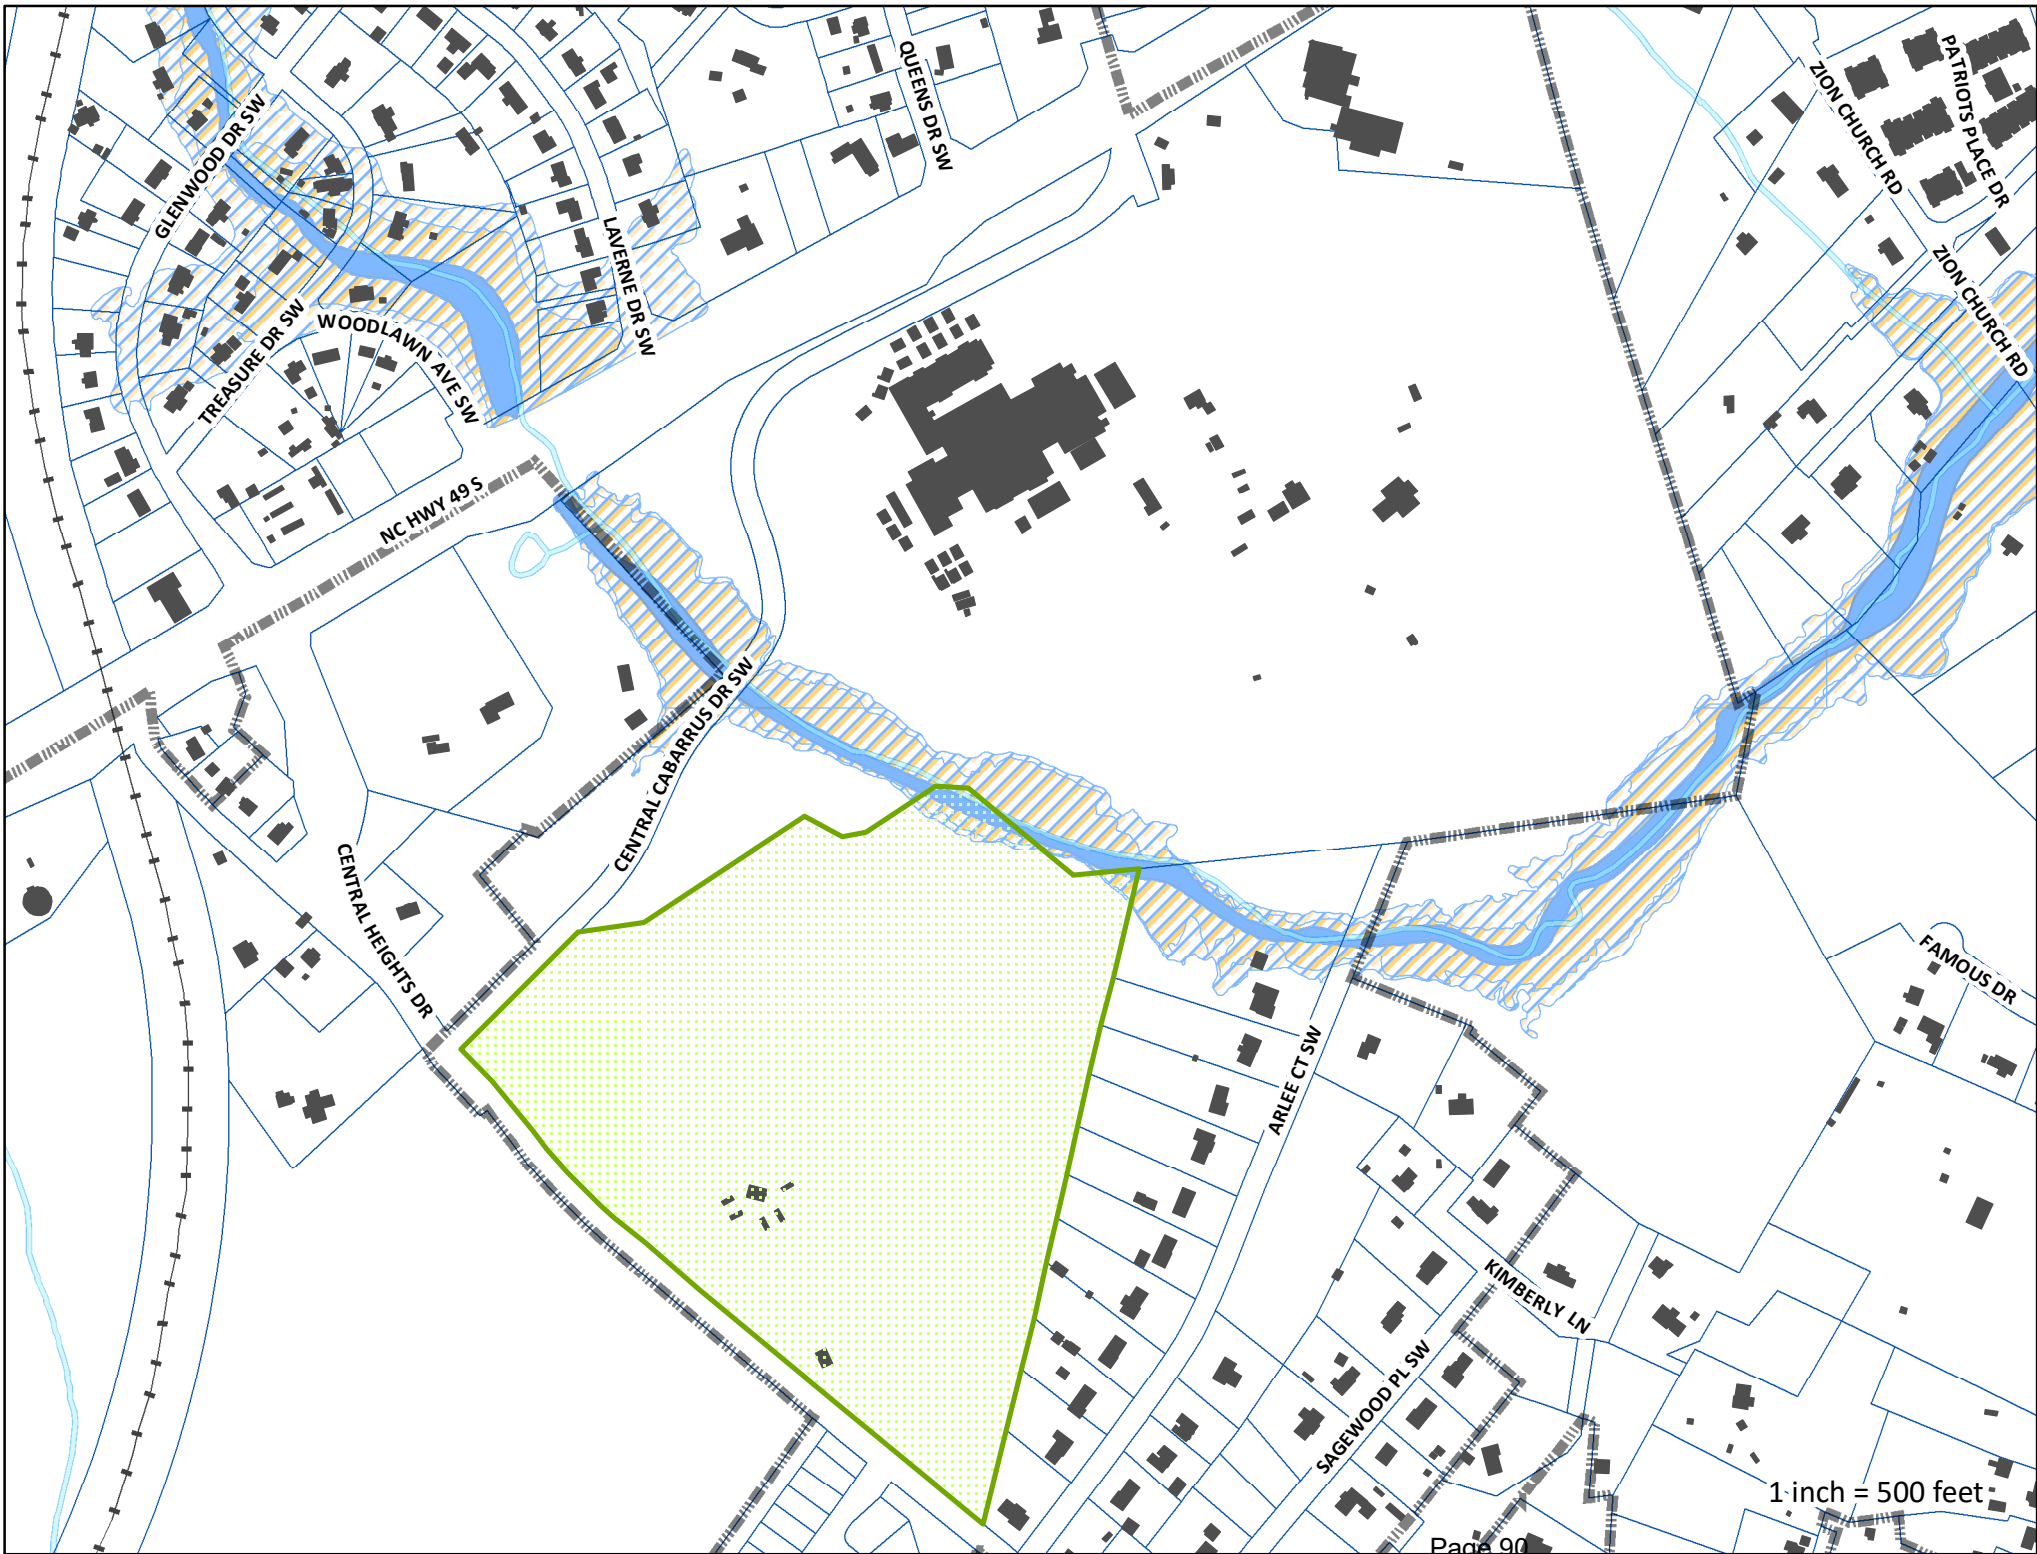 QUEENS DR SW
PATRIOTS PLACE DR
ZION CHURCH RD
GLENWOOD DR SW
LAVERNE DR SW
ZION CHURCH RD
TREASURE DR SW
WOODLAWN AVE SW
NC HWY 49 S
CENTRAL CABARRUS DR SW
CENTRAL HEIGHTS DR
FAMOUS DR
ARLEE CT SW
KIMBERLY LN
SAGEWOOD PL SW
1 inch = 500 feet
Page 90